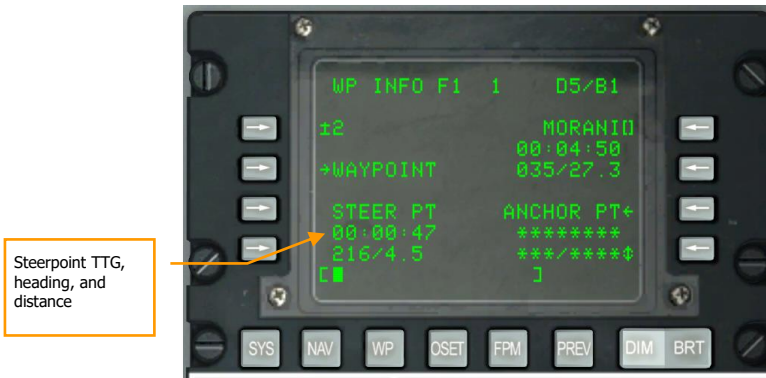 WP INFO F1 1 D5/B1
±2 MORANI[]
00:04:50
→WAYPOINT 035/27.3
STEER PT ANCHOR PT←
00:00:47 ********
216/4.5 ***/****↕
[ ]
Steerpoint TTG,
heading, and
distance
SYS NAV WP OSET FPM PREV DIM BRT